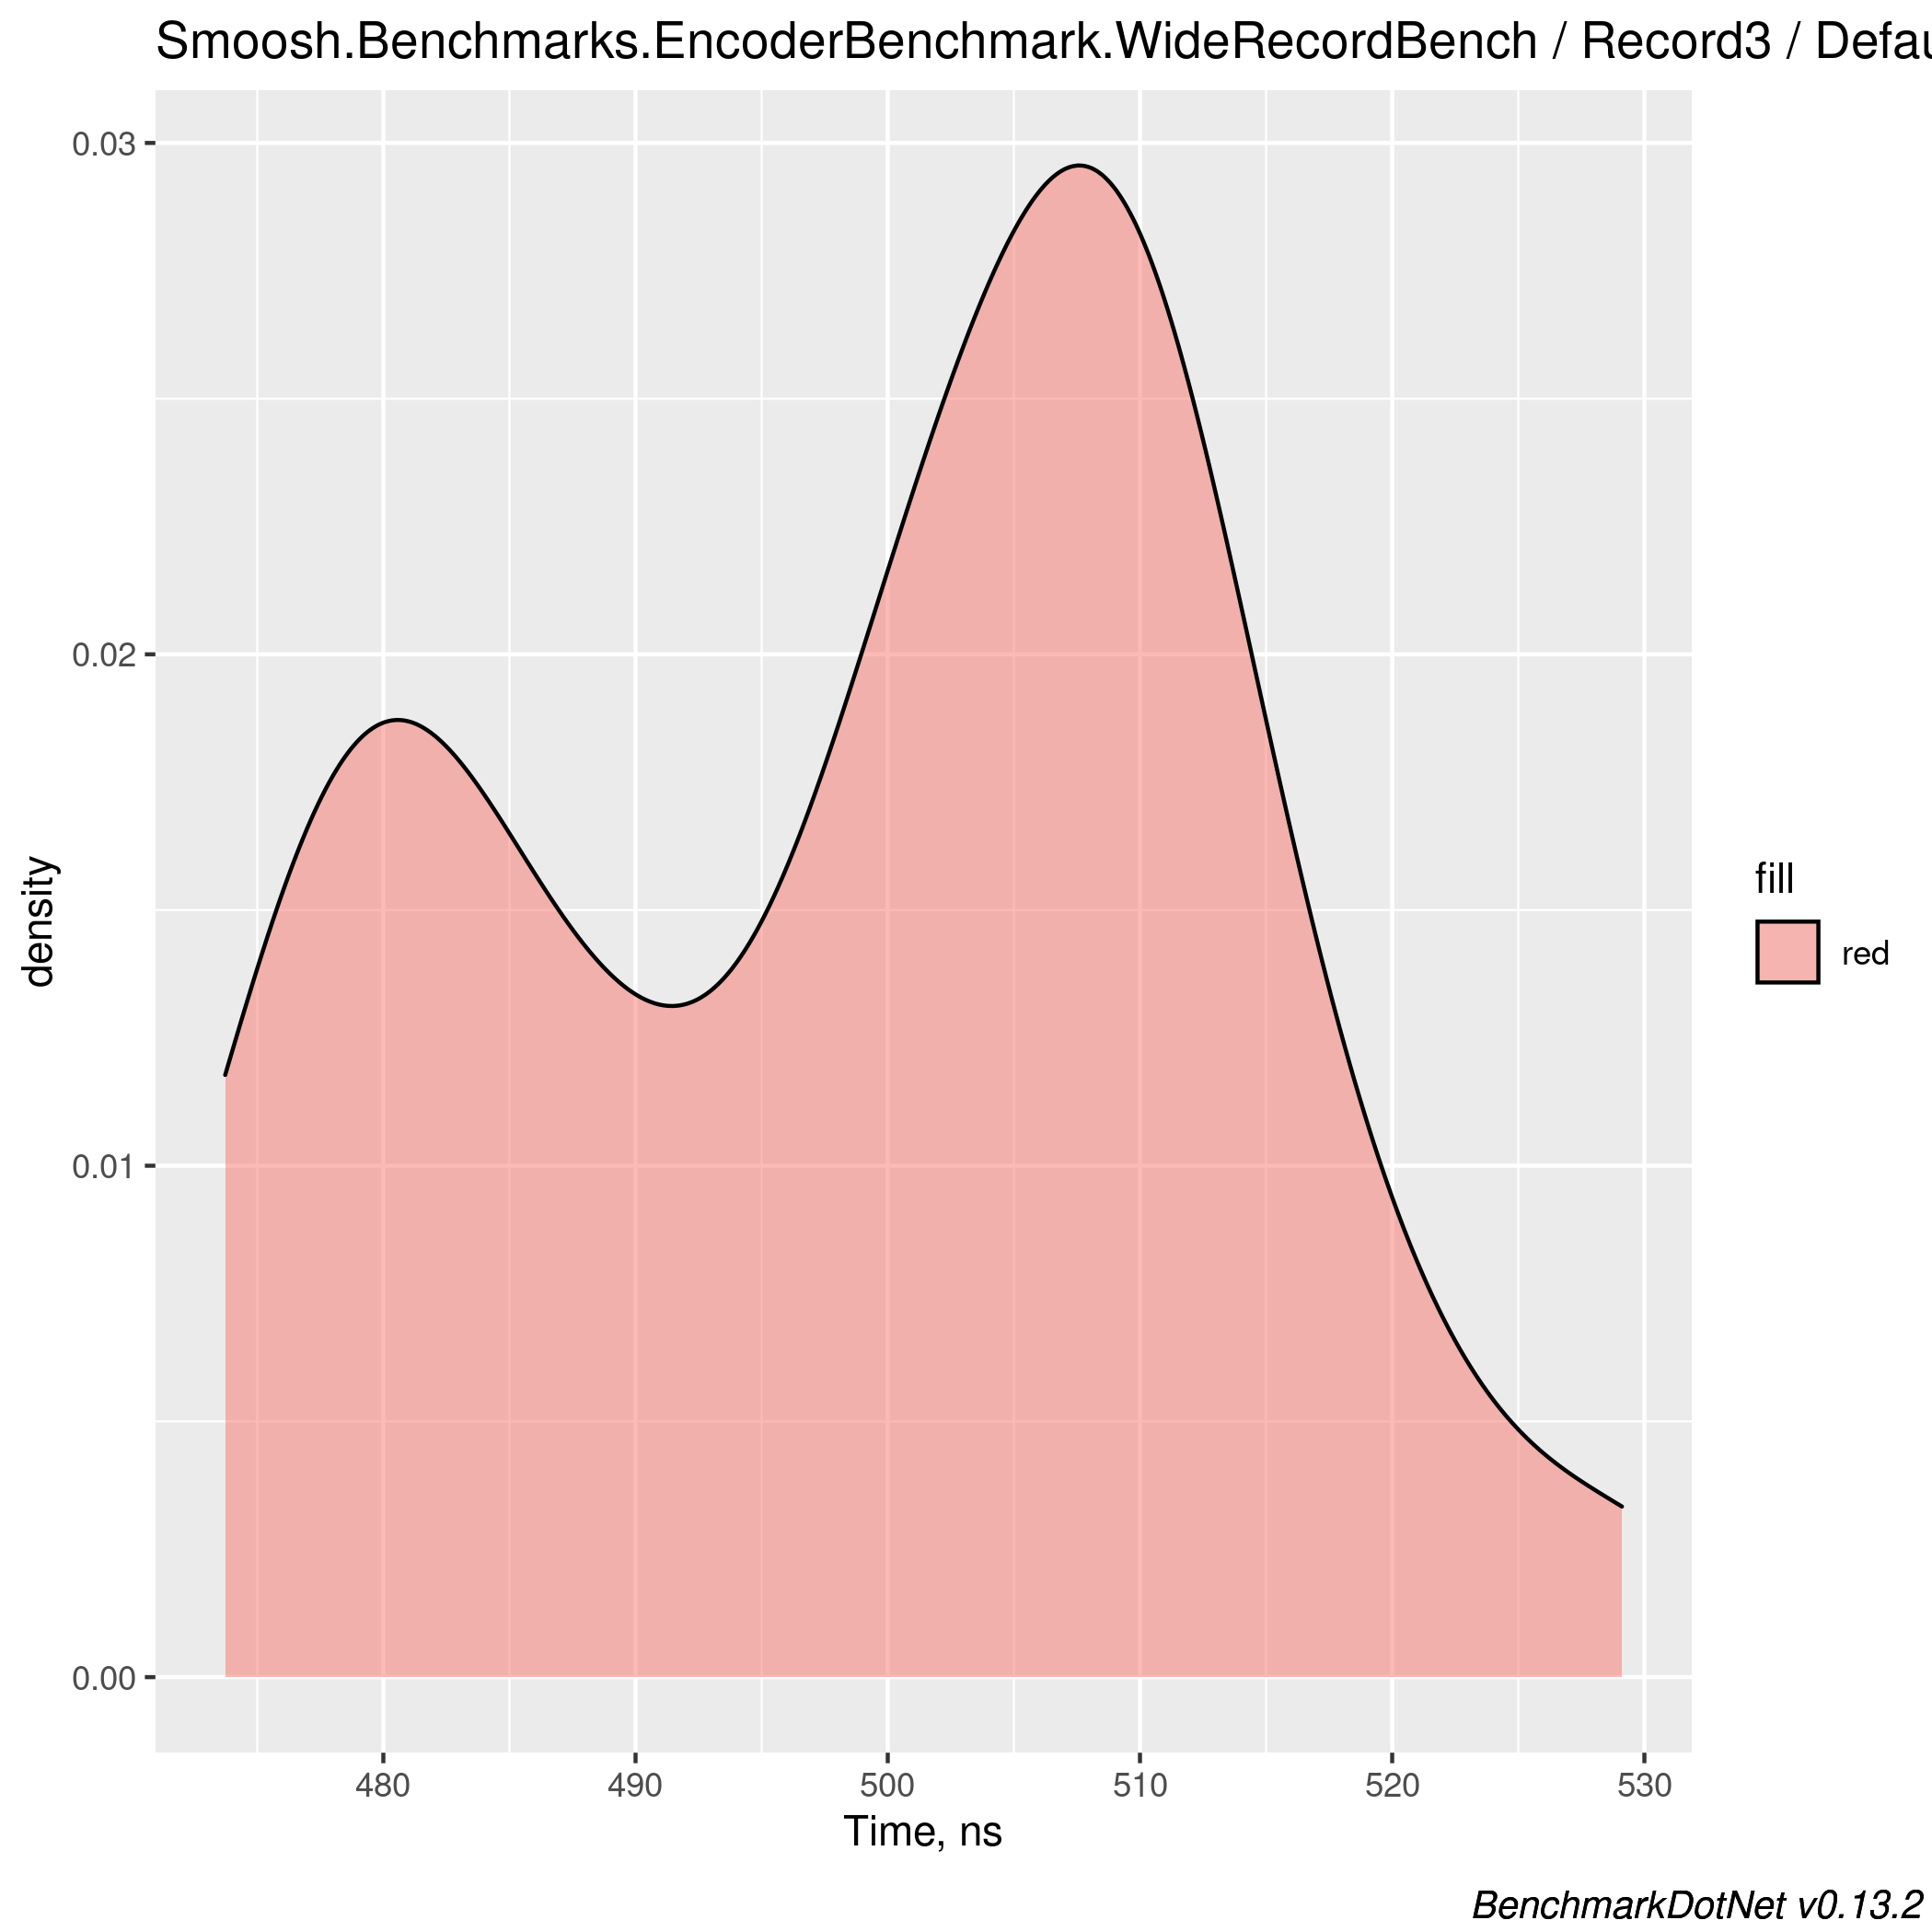 Smoosh.Benchmarks.EncoderBenchmark.WideRecordBench / Record3 /
0.03
0.02
0.01
0.00
density
480 490 500 510 520 530
Time, ns
fill
red
BenchmarkDotNet v0.13.2